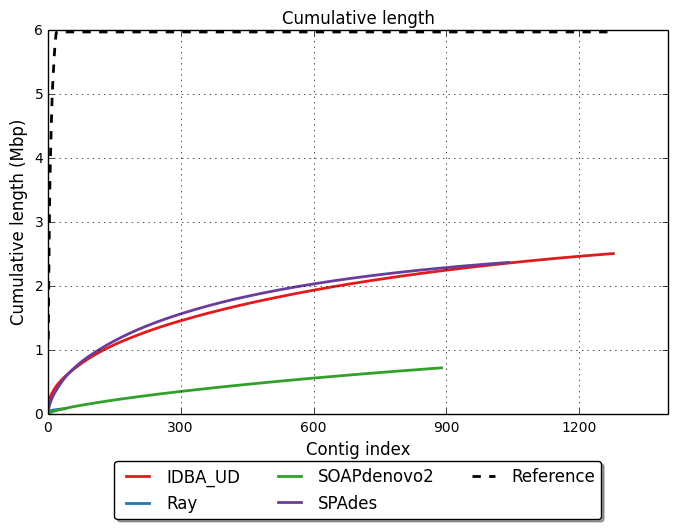 Cumulative length
6
5
4
3
2
1
0
Cumulative length (Mbp)
0 300 600 900 1200
Contig index
IDBA_UD SOAPdenovo2 Reference
Ray SPAdes